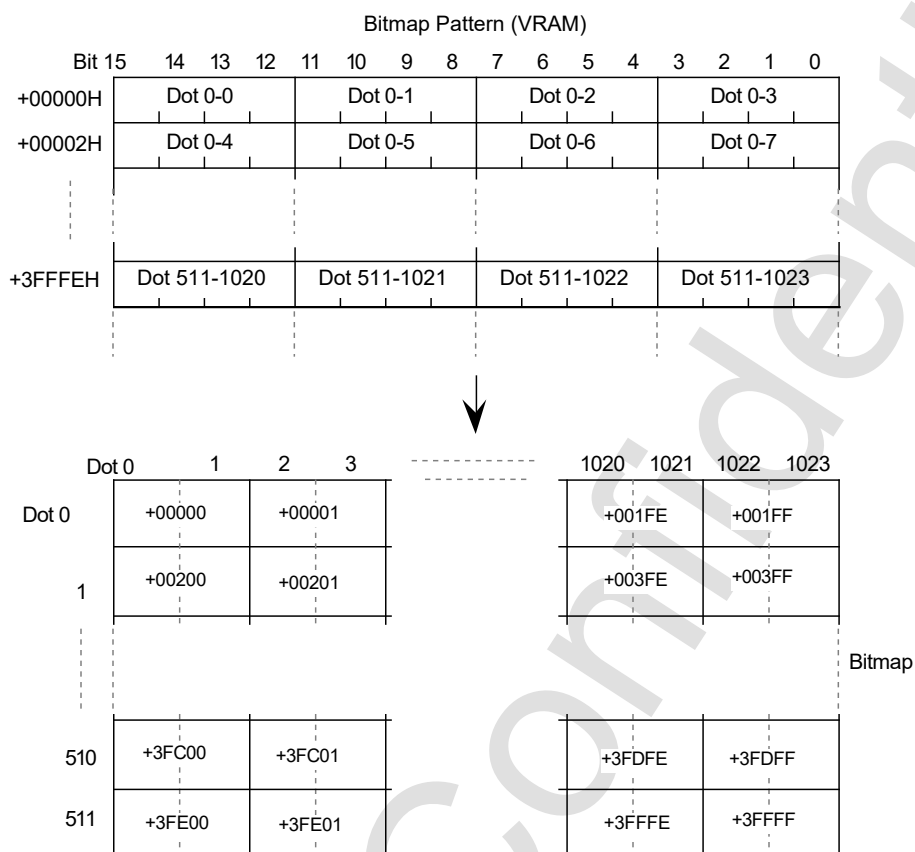 Bitmap Pattern (VRAM)
Bit 15 14 13 12 11 10 9 8 7 6 5 4 3 2 1 0
+00000H Dot 0-0 Dot 0-1 Dot 0-2 Dot 0-3
+00002H Dot 0-4 Dot 0-5 Dot 0-6 Dot 0-7
+3FFFEH Dot 511-1020 Dot 511-1021 Dot 511-1022 Dot 511-1023
Dot 0 1 2 3 1020 1021 1022 1023
Dot 0 +00000 +00001 +001FE +001FF
1 +00200 +00201 +003FE +003FF
Bitmap
510 +3FC00 +3FC01 +3FDFE +3FDFF
511 +3FE00 +3FE01 +3FFFE +3FFFF
Confident